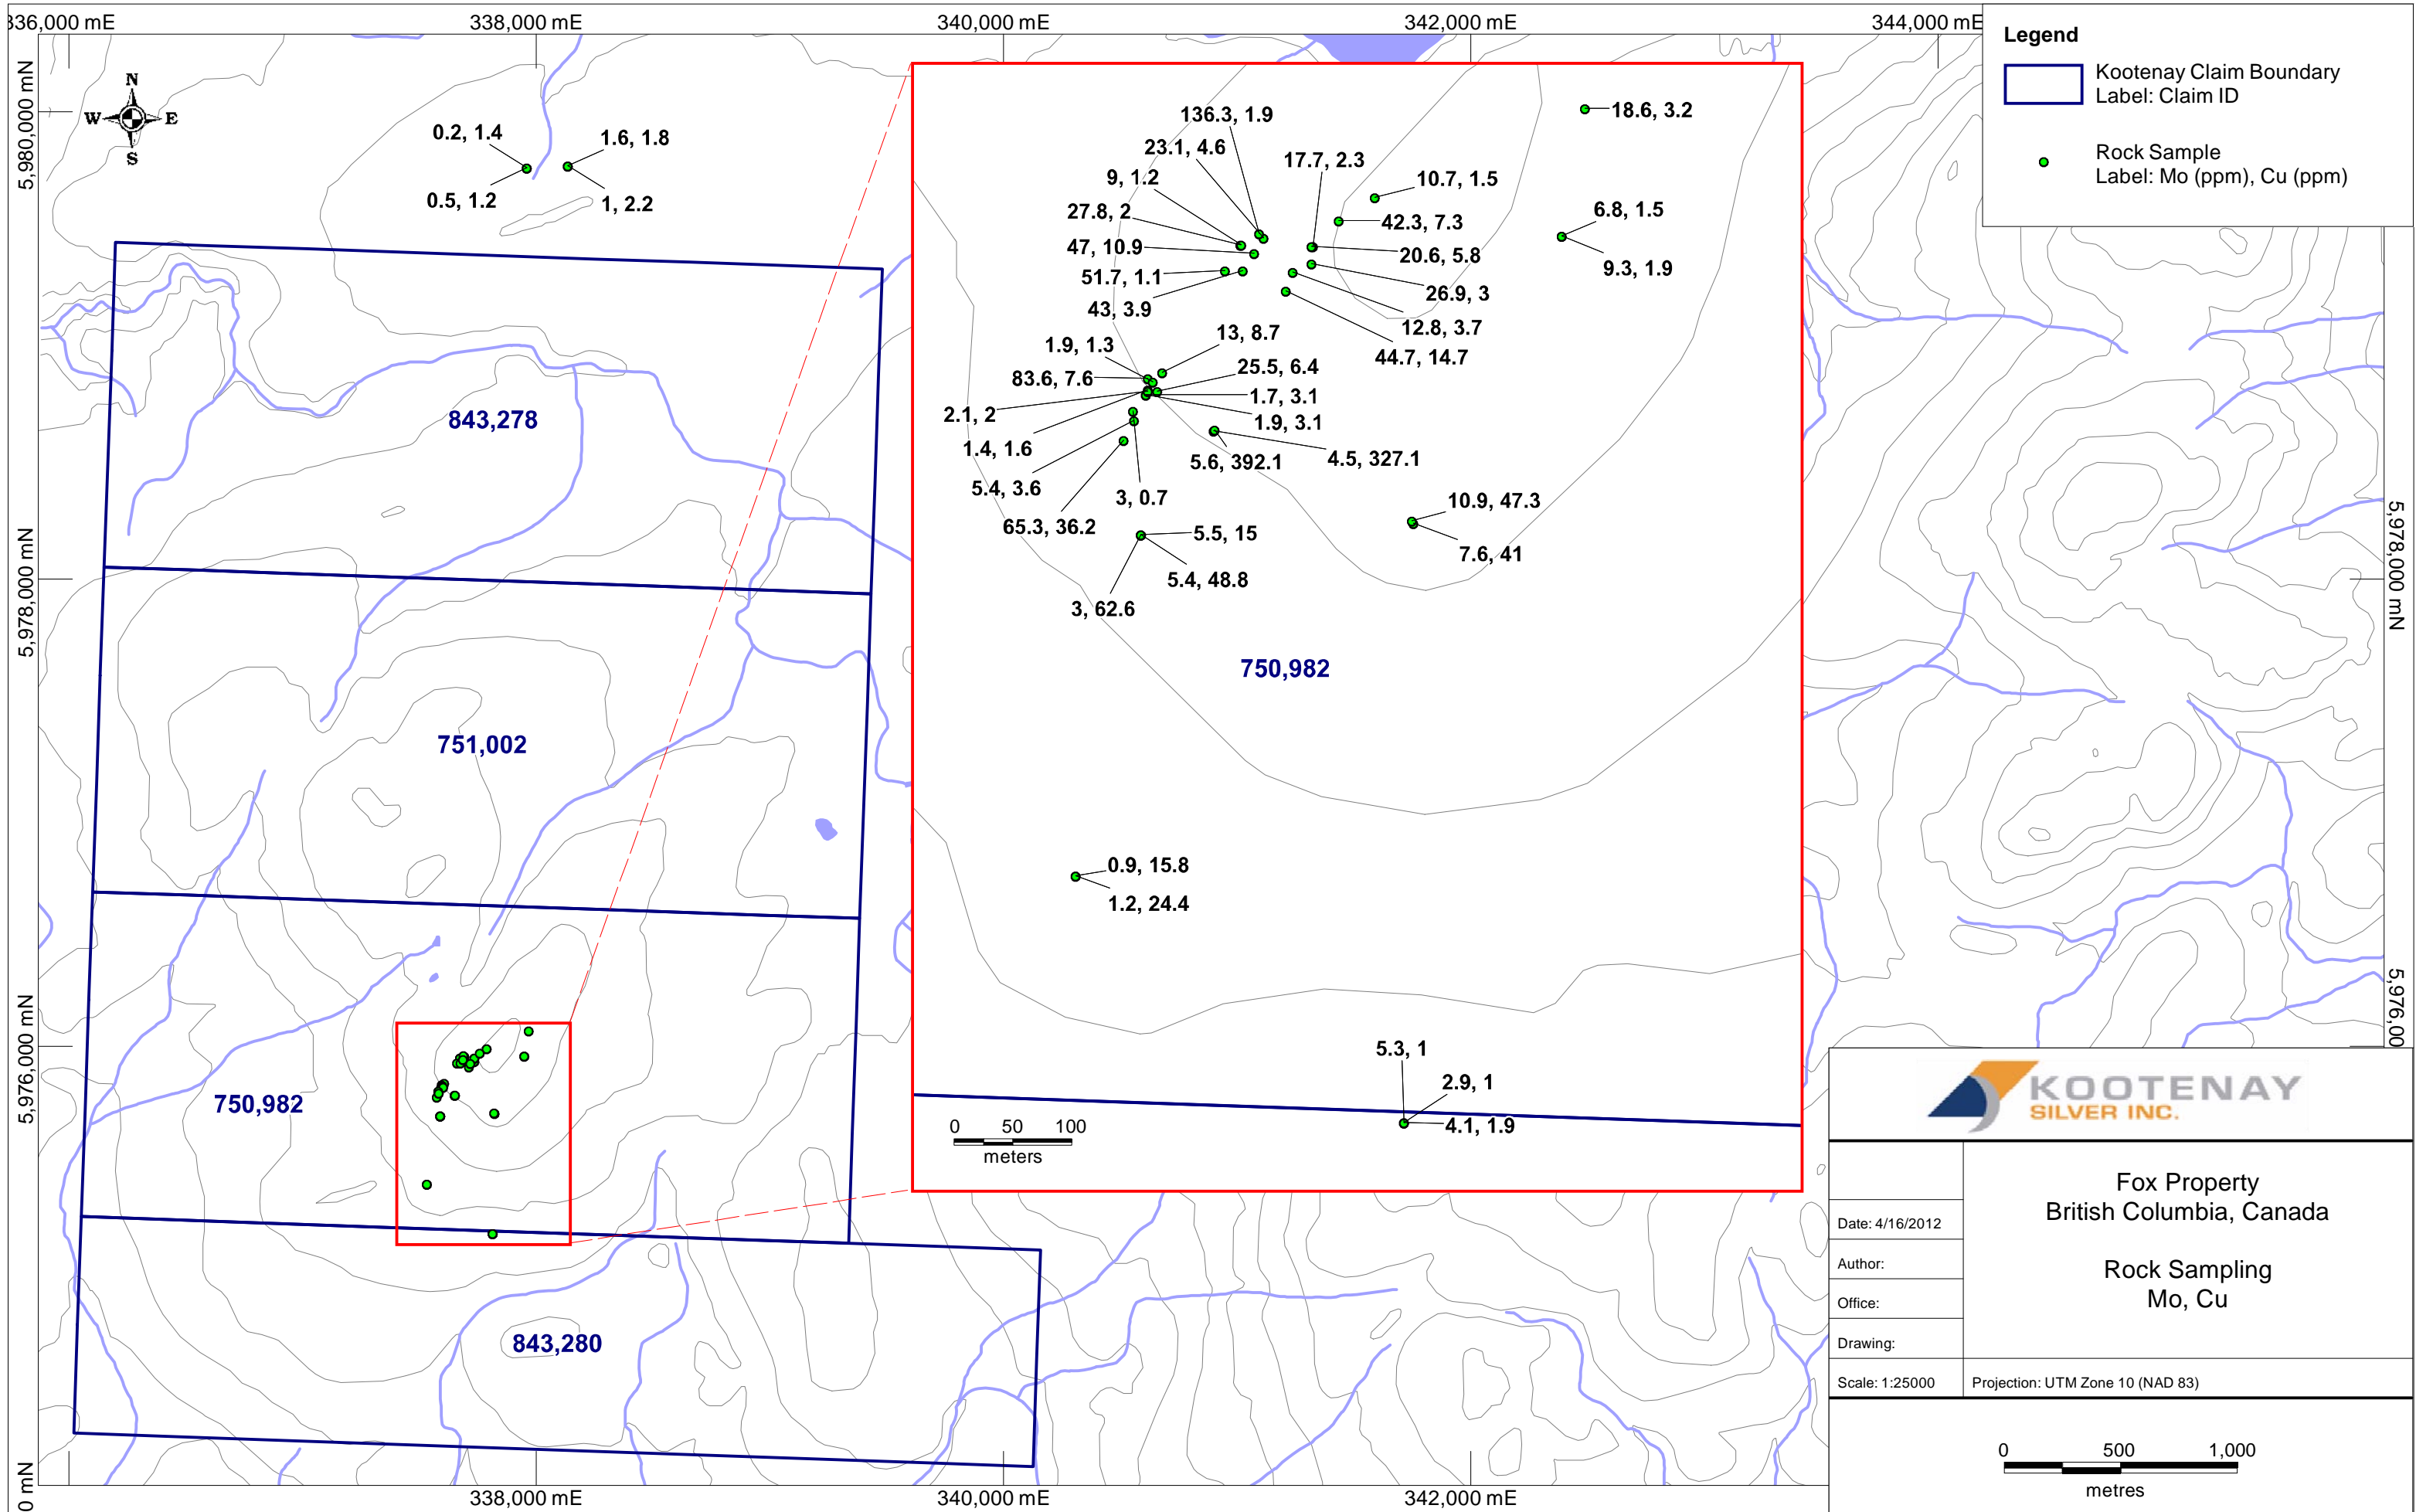 336,000 mE
338,000 mE
340,000 mE
342,000 mE
344,000 mE
5,980,000 mN
5,978,000 mN
5,976,000 mN
0 mN
5,978,000 mN
5,976,00
338,000 mE
340,000 mE
342,000 mE
N
W
E
S
0.2, 1.4
1.6, 1.8
0.5, 1.2
1, 2.2
843,278
751,002
750,982
843,280
136.3, 1.9
18.6, 3.2
23.1, 4.6
17.7, 2.3
9, 1.2
10.7, 1.5
27.8, 2
42.3, 7.3
6.8, 1.5
47, 10.9
20.6, 5.8
9.3, 1.9
51.7, 1.1
26.9, 3
43, 3.9
12.8, 3.7
13, 8.7
1.9, 1.3
44.7, 14.7
83.6, 7.6
25.5, 6.4
1.7, 3.1
2.1, 2
1.9, 3.1
1.4, 1.6
5.6, 392.1
4.5, 327.1
5.4, 3.6
3, 0.7
10.9, 47.3
65.3, 36.2
5.5, 15
7.6, 41
5.4, 48.8
3, 62.6
750,982
0.9, 15.8
1.2, 24.4
5.3, 1
2.9, 1
4.1, 1.9
0 50 100
meters
Legend
Kootenay Claim Boundary
Label: Claim ID
Rock Sample
Label: Mo (ppm), Cu (ppm)
KOOTENAY
SILVER INC.
Fox Property
British Columbia, Canada
Rock Sampling
Mo, Cu
Date: 4/16/2012
Author:
Office:
Drawing:
Scale: 1:25000
Projection: UTM Zone 10 (NAD 83)
0 500 1,000
metres